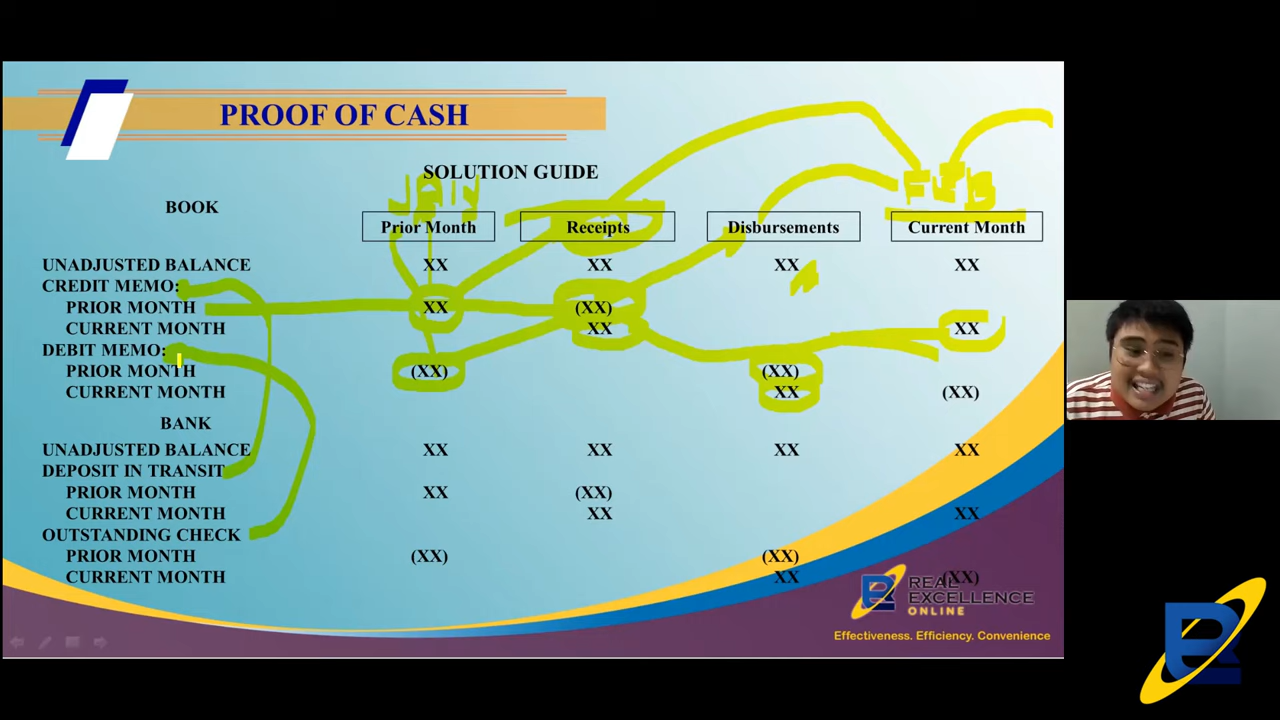 PROOF OF CASH
SOLUTION GUIDE
JAN
FEB
BOOK
Prior Month Receipts Disbursements Current Month
UNADJUSTED BALANCE XX XX XX XX
CREDIT MEMO:
PRIOR MONTH XX (XX)
CURRENT MONTH XX XX
DEBIT MEMO:
PRIOR MONTH (XX) (XX)
CURRENT MONTH XX (XX)
BANK
UNADJUSTED BALANCE XX XX XX XX
DEPOSIT IN TRANSIT
PRIOR MONTH XX (XX)
CURRENT MONTH XX XX
OUTSTANDING CHECK
PRIOR MONTH (XX) (XX)
CURRENT MONTH XX (XX)
REAL
EXCELLENCE
ONLINE
Effectiveness. Efficiency. Convenience